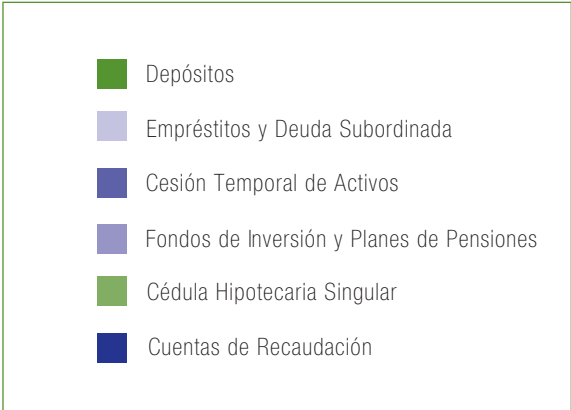 Depósitos
Empréstitos y Deuda Subordinada
Cesión Temporal de Activos
Fondos de Inversión y Planes de Pensiones
Cédula Hipotecaria Singular
Cuentas de Recaudación